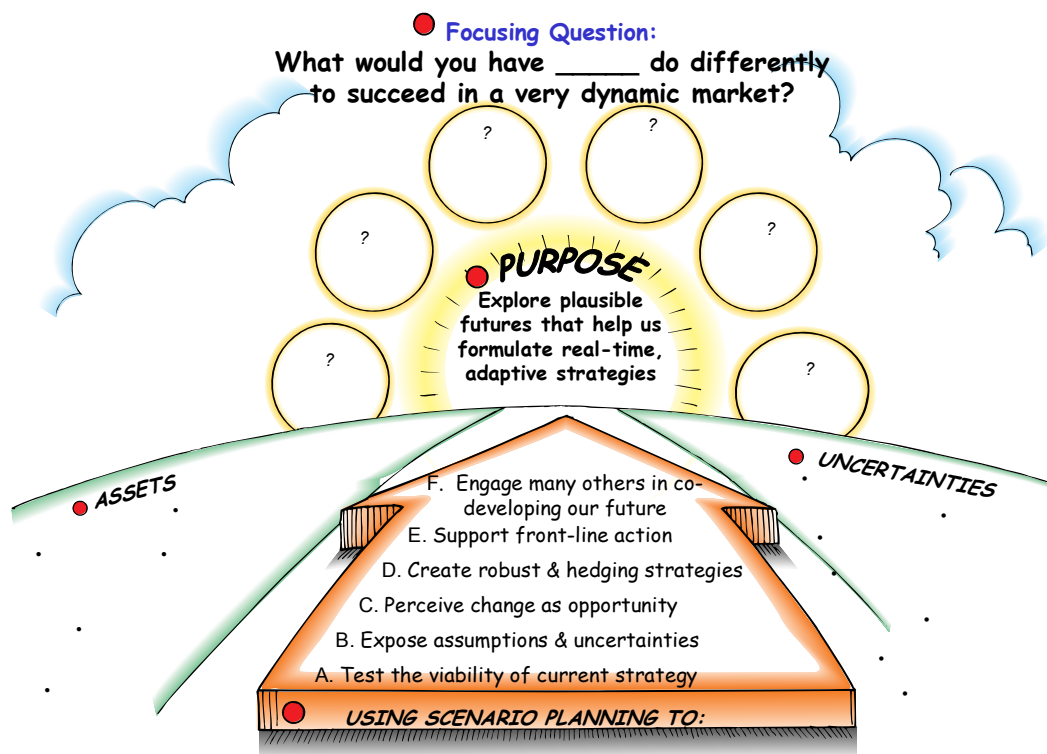 Focusing Question:
What would you have ______ do differently
to succeed in a very dynamic market?
?
?
?
?
?
?
PURPOSE
Explore plausible
futures that help us
formulate real-time,
adaptive strategies
ASSETS
UNCERTAINTIES
F. Engage many others in co-
developing our future
E. Support front-line action
D. Create robust & hedging strategies
C. Perceive change as opportunity
B. Expose assumptions & uncertainties
A. Test the viability of current strategy
USING SCENARIO PLANNING TO: